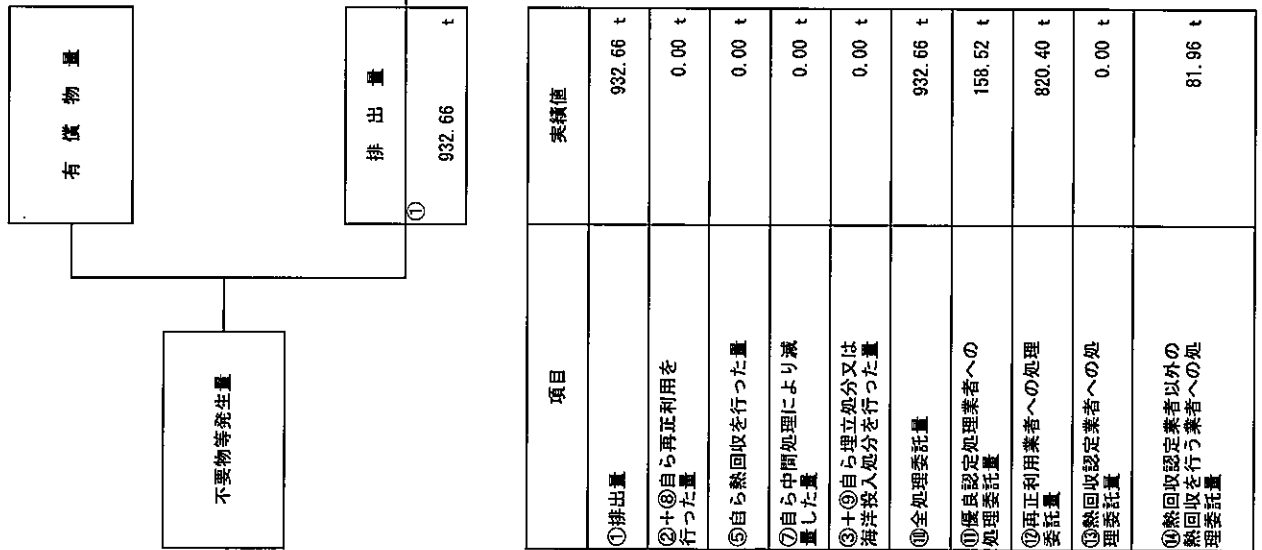 有 償 物 量
不要物等発生量
排 出 量
①
932.66 t
項目 実績値
①排出量 932.66 t
②+⑧自ら再正利用を
行った量 0.00 t
⑤自ら熱回収を行った量 0.00 t
⑦自ら中間処理により減
量した量 0.00 t
③+⑨自ら埋立処分又は
海洋投入処分を行った量 0.00 t
⑩全処理委託量 932.66 t
⑪優良認定処理業者への
処理委託量 158.52 t
⑫再正利用業者への処理
委託量 820.40 t
⑬熱回収認定業者への処
理委託量 0.00 t
⑭熱回収認定業者以外の
熱回収を行う業者への処
理委託量 81.96 t